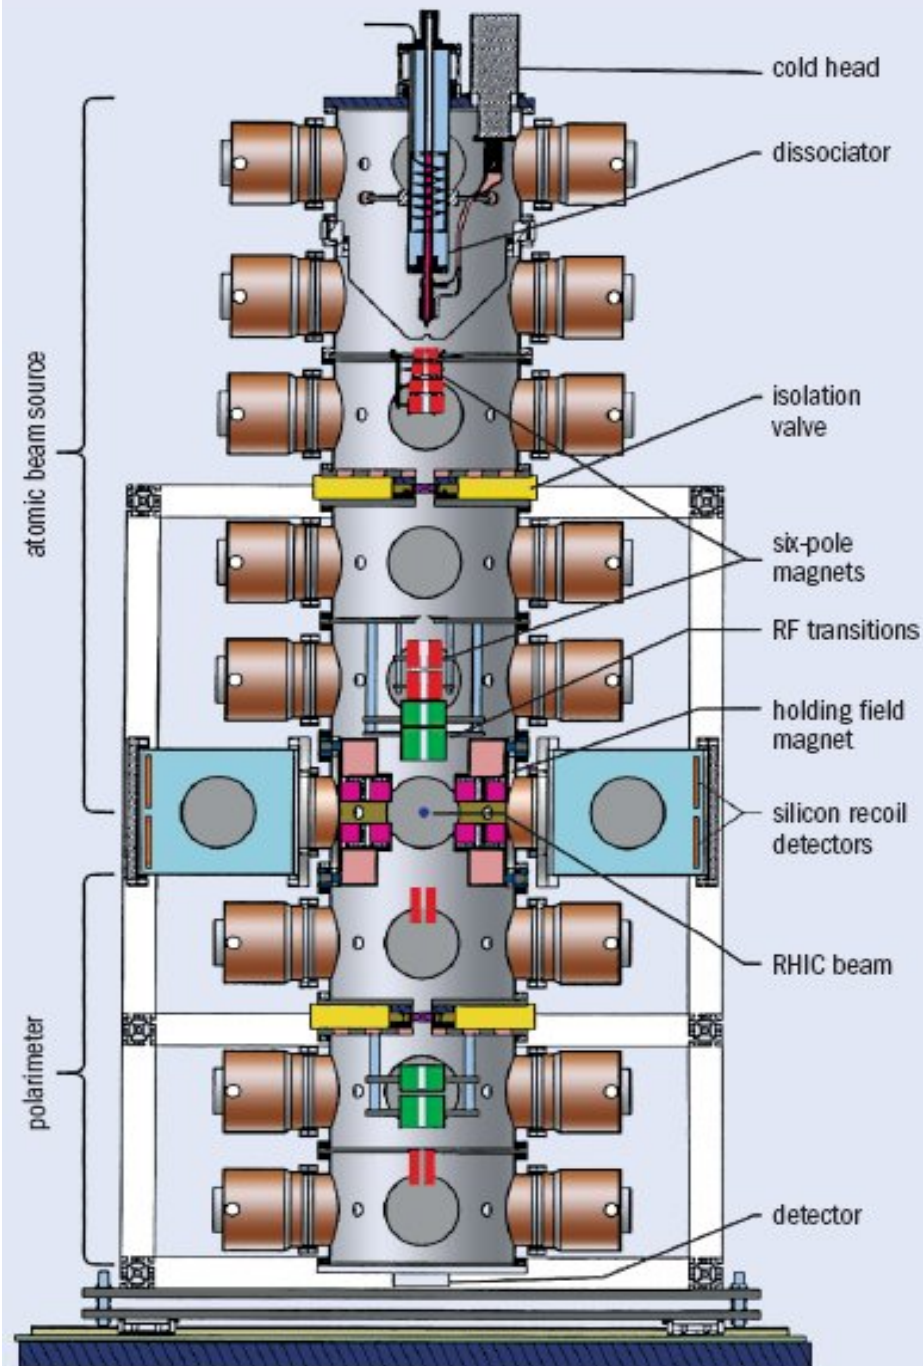 cold head
dissociator
atomic beam source
isolation
valve
six-pole
magnets
RF transitions
holding field
magnet
silicon recoil
detectors
RHIC beam
polarimeter
detector